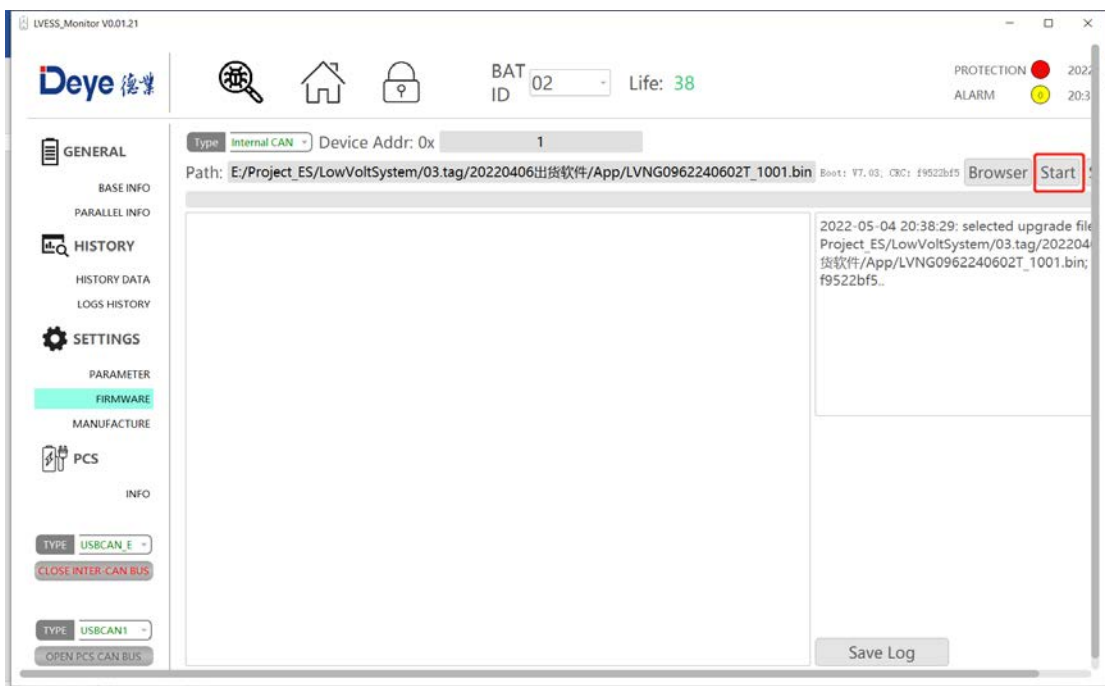 LVESS_Monitor V0.01.21
Deye 德業
BAT ID 02 Life: 38
PROTECTION 2022
ALARM 0 20:3
GENERAL
BASE INFO
PARALLEL INFO
HISTORY
HISTORY DATA
LOGS HISTORY
SETTINGS
PARAMETER
FIRMWARE
MANUFACTURE
PCS
INFO
TYPE USBCAN_E
CLOSE INTER-CAN BUS
TYPE USBCAN1
OPEN PCS CAN BUS
Type Internal CAN Device Addr: 0x 1
Path: E:/Project_ES/LowVoltSystem/03.tag/20220406出货软件/App/LVNG0962240602T_1001.bin Boot: V7.03, CRC: f9522bf5 Browser Start S
2022-05-04 20:38:29: selected upgrade file
Project_ES/LowVoltSystem/03.tag/202204
货软件/App/LVNG0962240602T_1001.bin;
f9522bf5..
Save Log